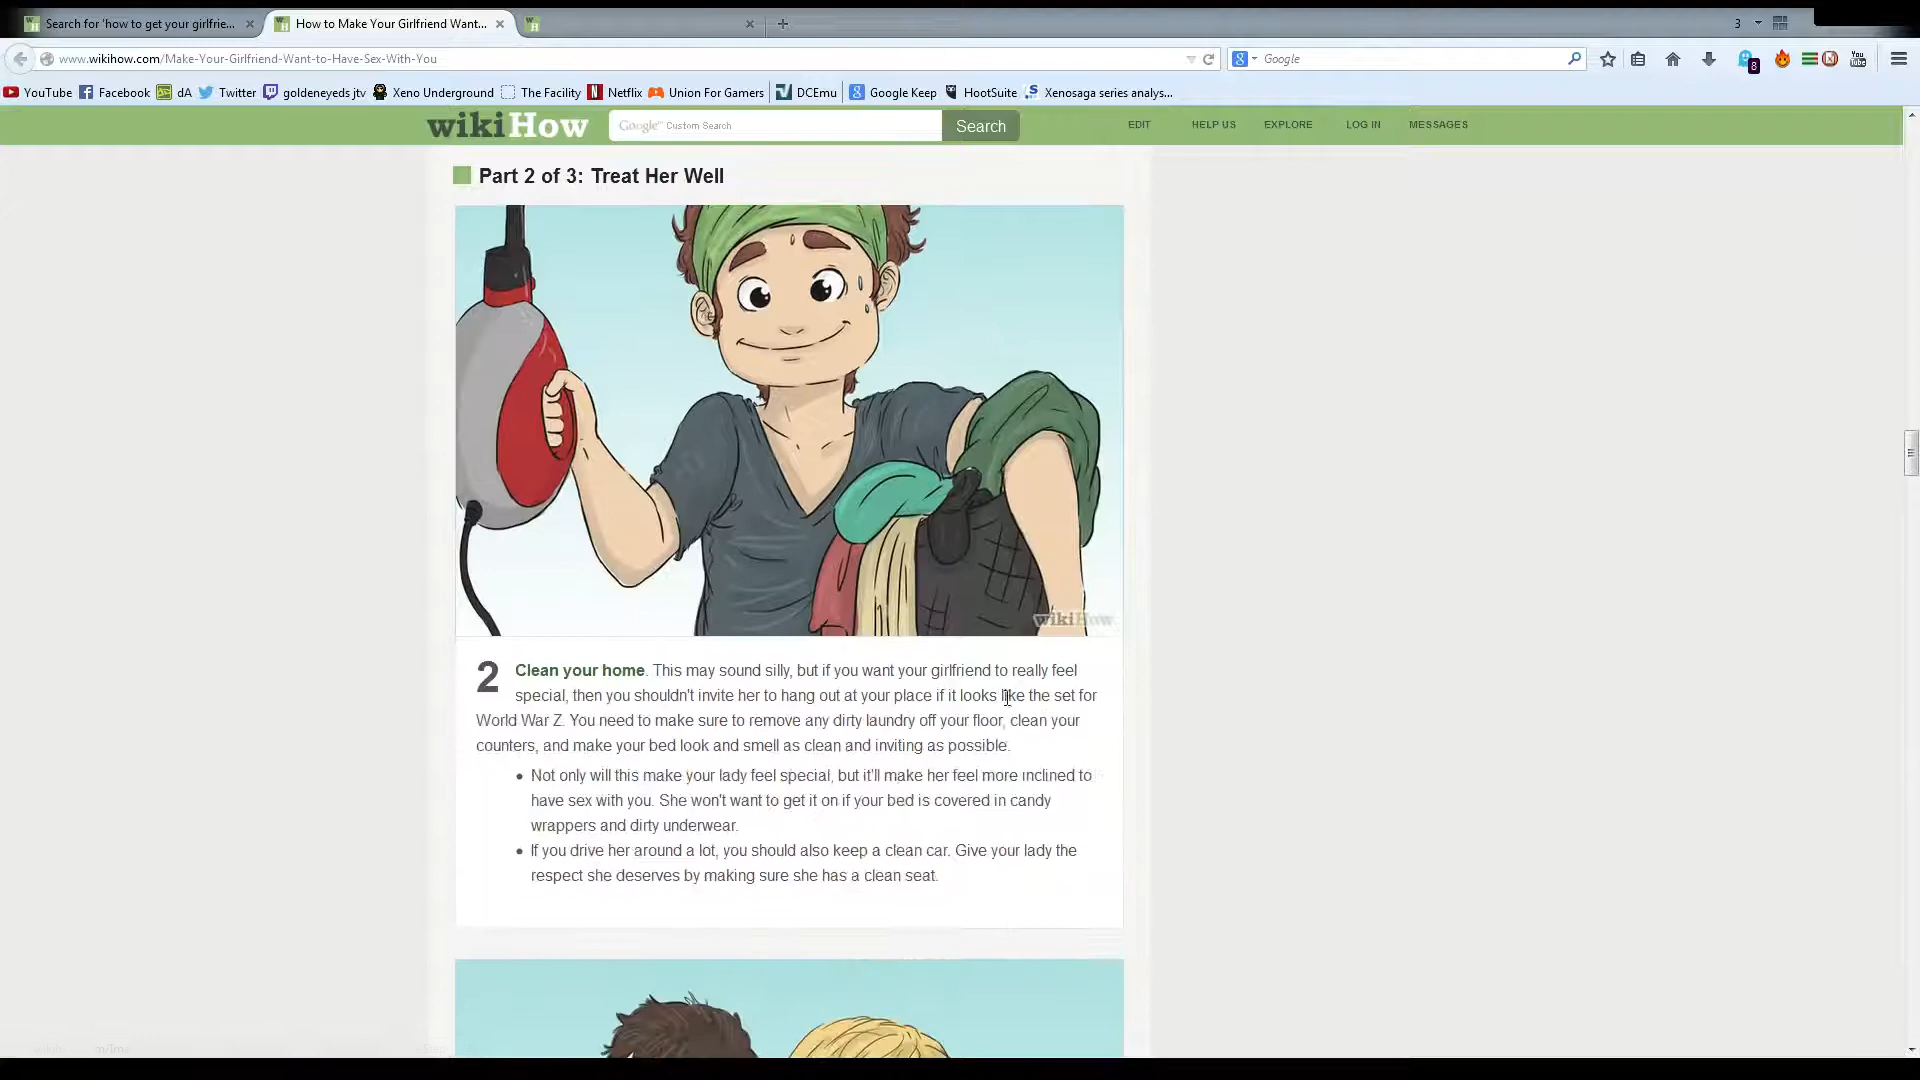 Search for 'how to get your girlfrie...
How to Make Your Girlfriend Want...
3
www.wikihow.com/Make-Your-Girlfriend-Want-to-Have-Sex-With-You
Google
8
YouTube Facebook dA Twitter goldeneyeds jtv Xeno Underground The Facility Netflix Union For Gamers DCEmu Google Keep HootSuite Xenosaga series analys...
wikiHow Google™ Custom Search Search EDIT HELP US EXPLORE LOG IN MESSAGES
Part 2 of 3: Treat Her Well
wikiHow
2 Clean your home. This may sound silly, but if you want your girlfriend to really feel
special, then you shouldn't invite her to hang out at your place if it looks like the set for
World War Z. You need to make sure to remove any dirty laundry off your floor, clean your
counters, and make your bed look and smell as clean and inviting as possible.
• Not only will this make your lady feel special, but it'll make her feel more inclined to
have sex with you. She won't want to get it on if your bed is covered in candy
wrappers and dirty underwear.
• If you drive her around a lot, you should also keep a clean car. Give your lady the
respect she deserves by making sure she has a clean seat.